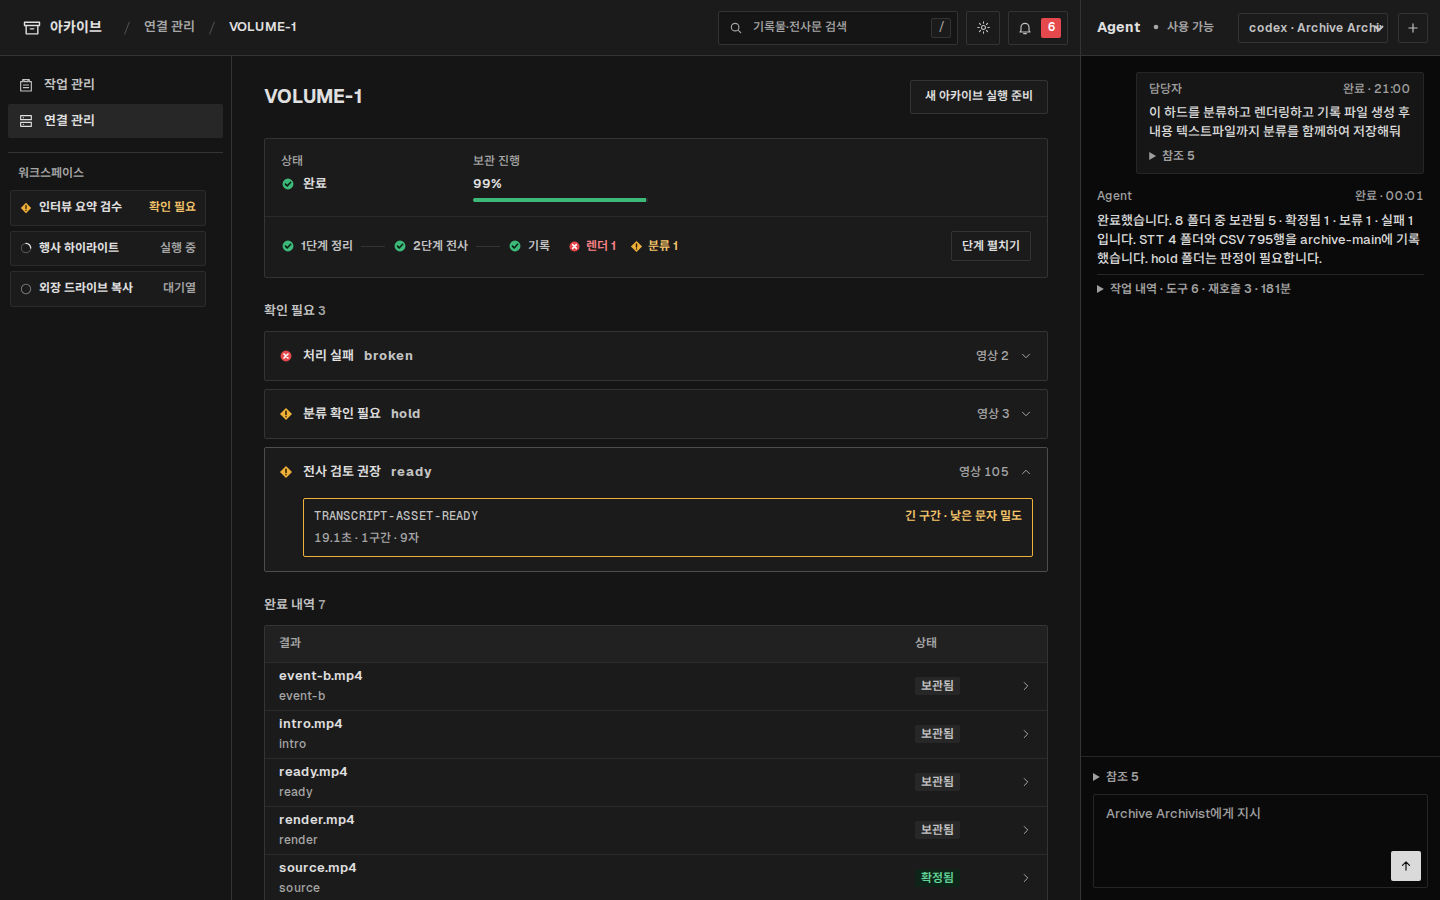 아카이브 / 연결 관리 / VOLUME-1
기록물·전사문 검색 /
6
Agent 사용 가능
+
작업 관리
연결 관리
워크스페이스
인터뷰 요약 검수 확인 필요
행사 하이라이트 실행 중
외장 드라이브 복사 대기열
VOLUME-1
새 아카이브 실행 준비
상태 보관 진행
완료 99%
1단계 정리 2단계 전사 기록 렌더 1 분류 1
단계 펼치기
확인 필요 3
처리 실패 broken 영상 2
분류 확인 필요 hold 영상 3
전사 검토 권장 ready 영상 105
TRANSCRIPT-ASSET-READY 긴 구간 · 낮은 문자 밀도
19.1초 · 1구간 · 9자
완료 내역 7
결과 상태
event-b.mp4
event-b
보관됨
intro.mp4
intro
보관됨
ready.mp4
ready
보관됨
render.mp4
render
보관됨
source.mp4
source
확정됨
codex · Archive
담당자 완료 · 21:00
이 하드를 분류하고 렌더링하고 기록 파일 생성 후
내용 텍스트파일까지 분류를 함께하여 저장해둬
참조 5
Agent 완료 · 00:01
완료했습니다. 8 폴더 중 보관됨 5 · 확정됨 1 · 보류 1 · 실패 1
입니다. STT 4 폴더와 CSV 795행을 archive-main에 기록
했습니다. hold 폴더는 판정이 필요합니다.
작업 내역 · 도구 6 · 재호출 3 · 181분
참조 5
Archive Archivist에게 지시